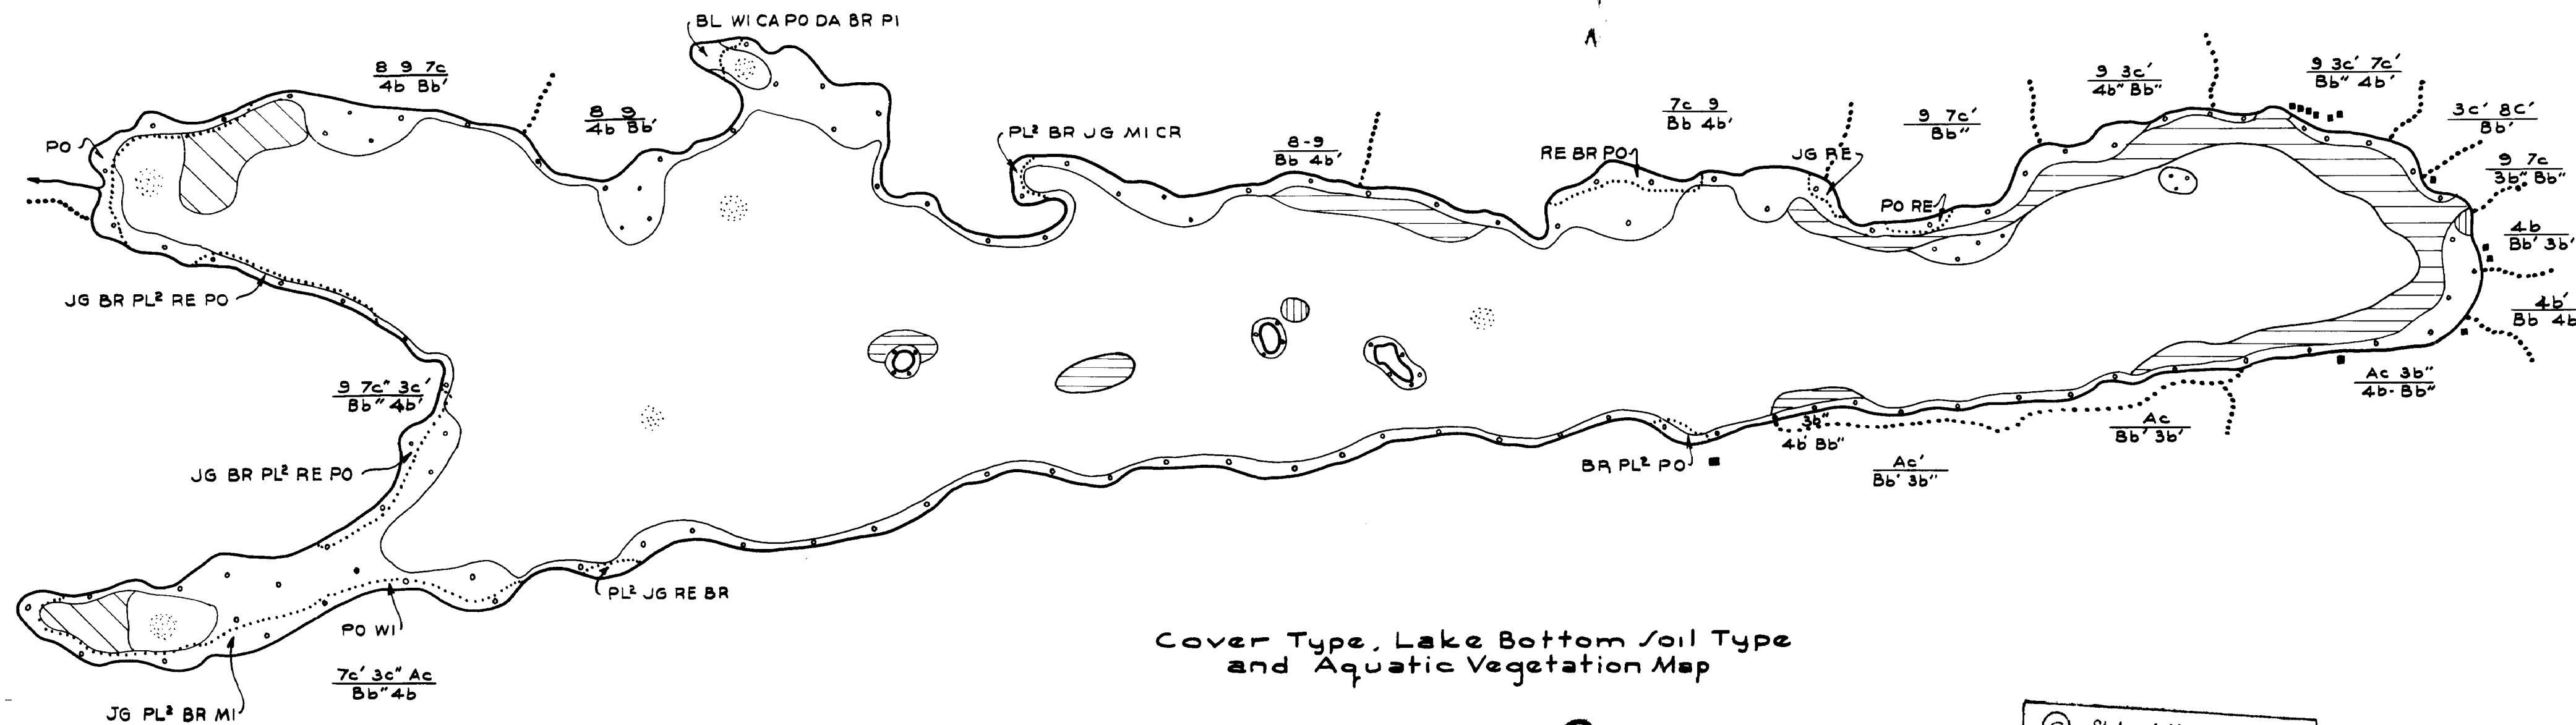 BL WI CA PO DA BR PI
8 9 7c
4b Bb'
8 9
4b Bb'
PO
PL² BR JG MI CR
8-9
Bb 4b'
RE BR PO
7c 9
Bb 4b'
JG RE
9 7c'
Bb"
PO RE
9 3c'
4b" Bb"
9 3c' 7c'
Bb" 4b'
3c' 8C'
Bb'
9 7c
3b" Bb"
4b
Bb' 3b'
4b'
Bb 4b
JG BR PL² RE PO
9 7c" 3c'
Bb" 4b'
JG BR PL² RE PO
Ac 3b"
4b- Bb"
3b"
4b' Bb"
Ac
Bb' 3b'
BR PL² PO
Ac'
Bb' 3b"
PL² JG RE BR
PO WI
7c' 3c" Ac
Bb" 4b
JG PL² BR MI
Cover Type, Lake Bottom Soil Type
and Aquatic Vegetation Map